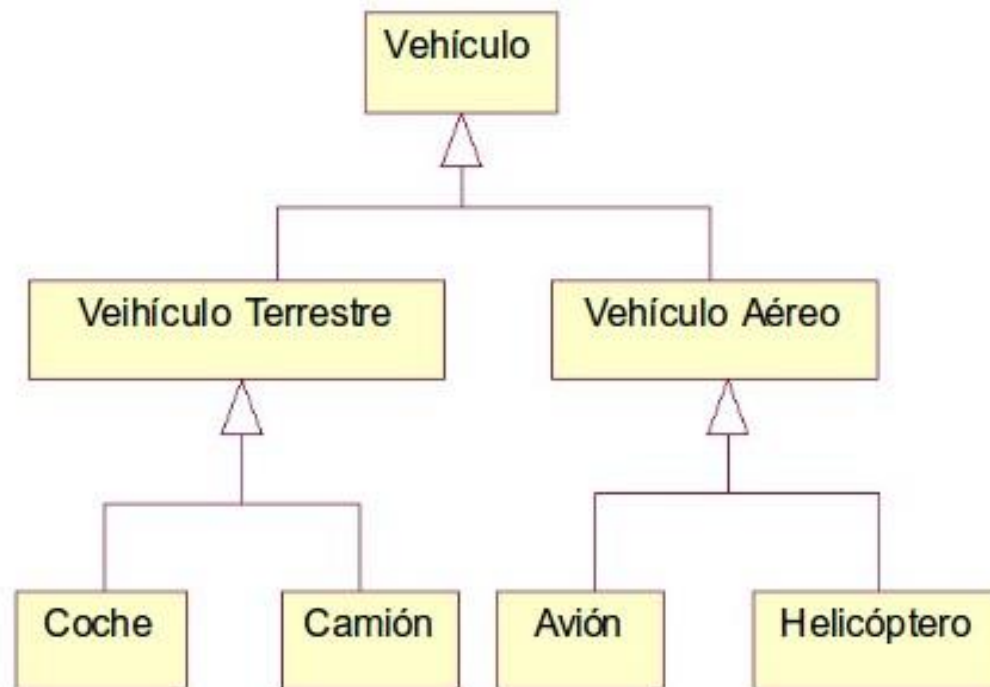 Vehículo
Veihículo Terrestre
Vehículo Aéreo
Coche
Camión
Avión
Helicóptero